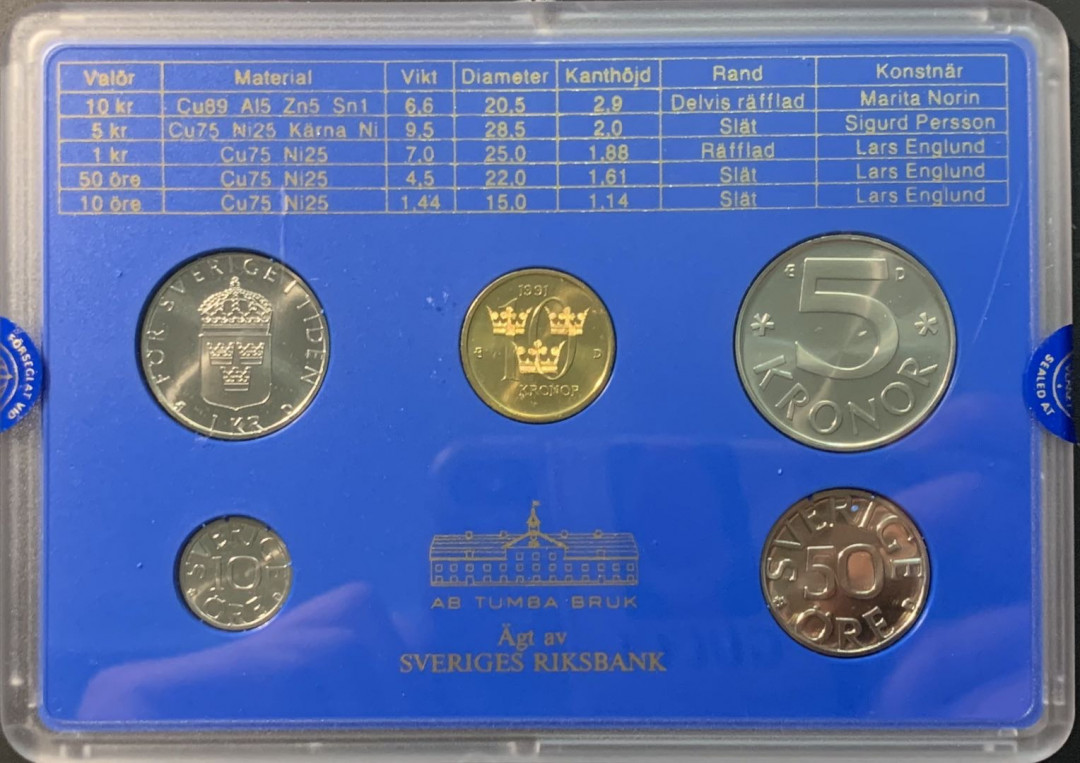 Valör Material Vikt Diameter Kanthöjd Rand Konstnär
10 kr Cu89 Al5 Zn5 Sn1 6,6 20,5 2,9 Delvis räfflad Marita Norin
5 kr Cu75 Ni25 Kärna Ni 9,5 28,5 2,0 Slät Sigurd Persson
1 kr Cu75 Ni25 7,0 25,0 1,88 Räfflad Lars Englund
50 öre Cu75 Ni25 4,5 22,0 1,61 Slät Lars Englund
10 öre Cu75 Ni25 1,44 15,0 1,14 Slät Lars Englund
FÖR SVERIGE I TIDEN
1 KR
1991
10
KRONOR
D
5
KRONOR
D
FÖRSEGLAT VID
SEALED AT
SVERIGE
10
ÖRE
AB TUMBA BRUK
Ägt av
SVERIGES RIKSBANK
SVERIGE
50
ÖRE